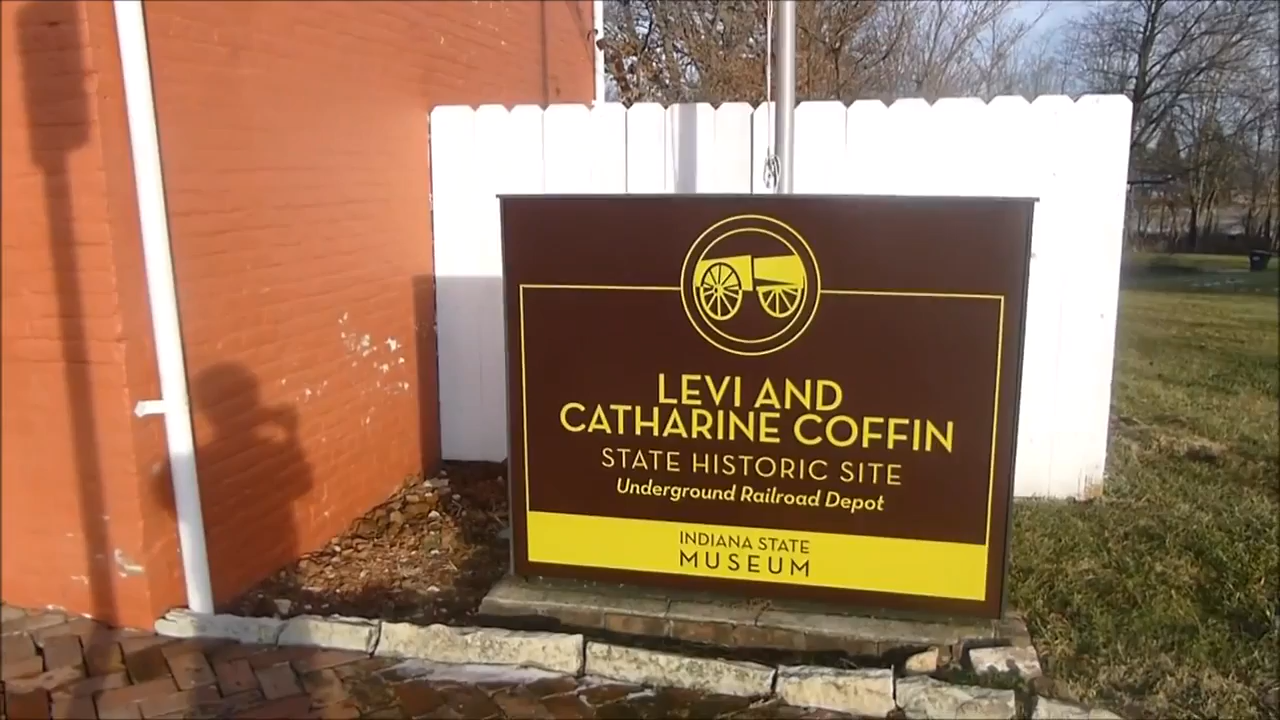 LEVI AND
CATHARINE COFFIN
STATE HISTORIC SITE
Underground Railroad Depot
INDIANA STATE
MUSEUM